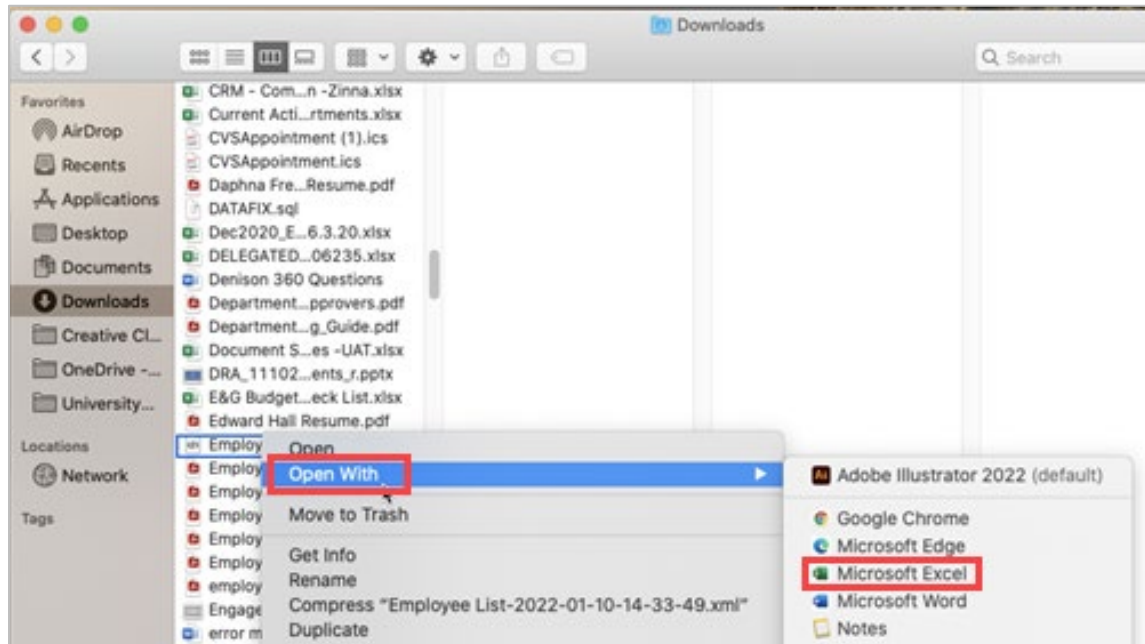 Downloads
Search
Favorites
AirDrop
Recents
Applications
Desktop
Documents
Downloads
Creative Cl...
OneDrive -...
University...
Locations
Network
Tags
CRM - Com...n -Zinna.xlsx
Current Acti...rtments.xlsx
CVSAppointment (1).ics
CVSAppointment.ics
Daphna Fre...Resume.pdf
DATAFIX.sql
Dec2020_E...6.3.20.xlsx
DELEGATED...06235.xlsx
Denison 360 Questions
Department...pprovers.pdf
Department...g_Guide.pdf
Document S...es -UAT.xlsx
DRA_11102...ents_r.pptx
E&G Budget...eck List.xlsx
Edward Hall Resume.pdf
Employ
Employ
Employ
Employ
Employ
Employ
employ
Engage
error m
Open
Open With
Move to Trash
Get Info
Rename
Compress “Employee List-2022-01-10-14-33-49.xml”
Duplicate
Adobe Illustrator 2022 (default)
Google Chrome
Microsoft Edge
Microsoft Excel
Microsoft Word
Notes